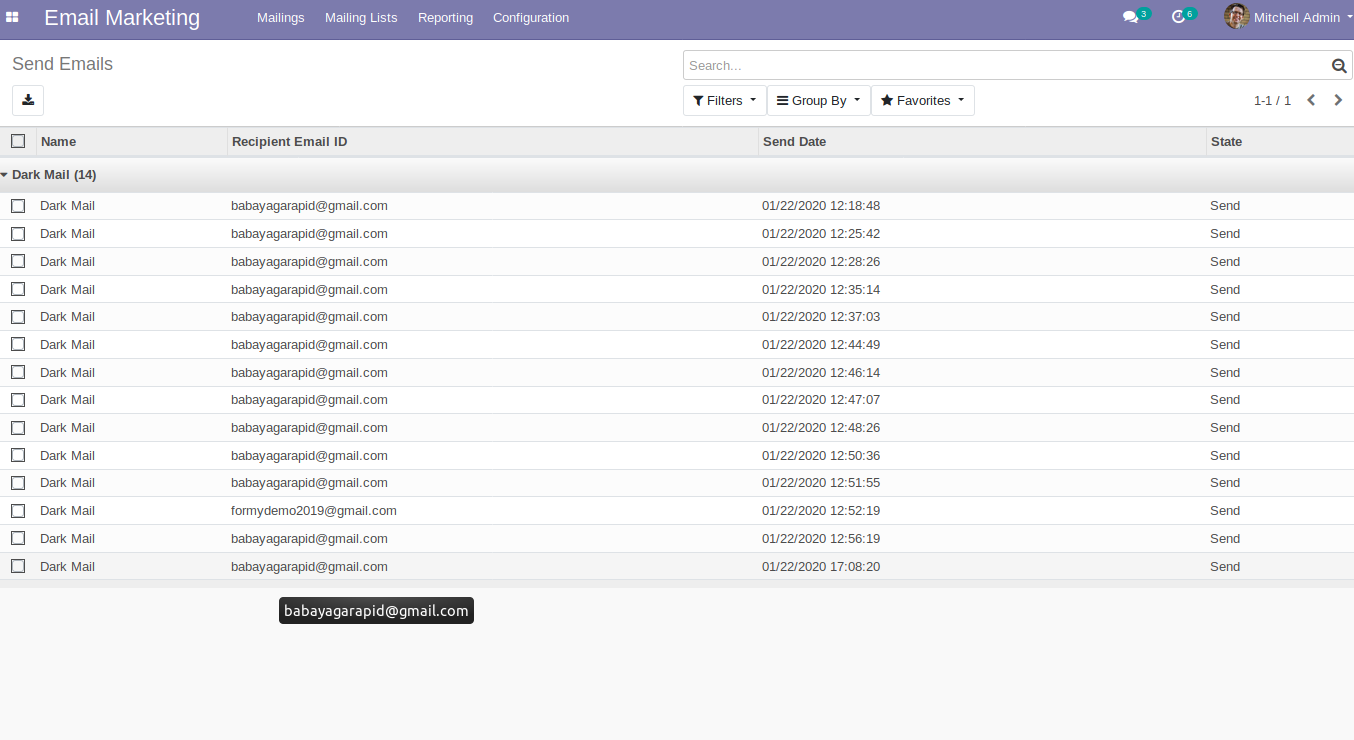 Email Marketing Mailings Mailing Lists Reporting Configuration 3 6 Mitchell Admin
Send Emails Search...
Filters Group By Favorites 1-1 / 1
Name Recipient Email ID Send Date State
Dark Mail (14)
Dark Mail babayagarapid@gmail.com 01/22/2020 12:18:48 Send
Dark Mail babayagarapid@gmail.com 01/22/2020 12:25:42 Send
Dark Mail babayagarapid@gmail.com 01/22/2020 12:28:26 Send
Dark Mail babayagarapid@gmail.com 01/22/2020 12:35:14 Send
Dark Mail babayagarapid@gmail.com 01/22/2020 12:37:03 Send
Dark Mail babayagarapid@gmail.com 01/22/2020 12:44:49 Send
Dark Mail babayagarapid@gmail.com 01/22/2020 12:46:14 Send
Dark Mail babayagarapid@gmail.com 01/22/2020 12:47:07 Send
Dark Mail babayagarapid@gmail.com 01/22/2020 12:48:26 Send
Dark Mail babayagarapid@gmail.com 01/22/2020 12:50:36 Send
Dark Mail babayagarapid@gmail.com 01/22/2020 12:51:55 Send
Dark Mail formydemo2019@gmail.com 01/22/2020 12:52:19 Send
Dark Mail babayagarapid@gmail.com 01/22/2020 12:56:19 Send
Dark Mail babayagarapid@gmail.com 01/22/2020 17:08:20 Send
babayagarapid@gmail.com